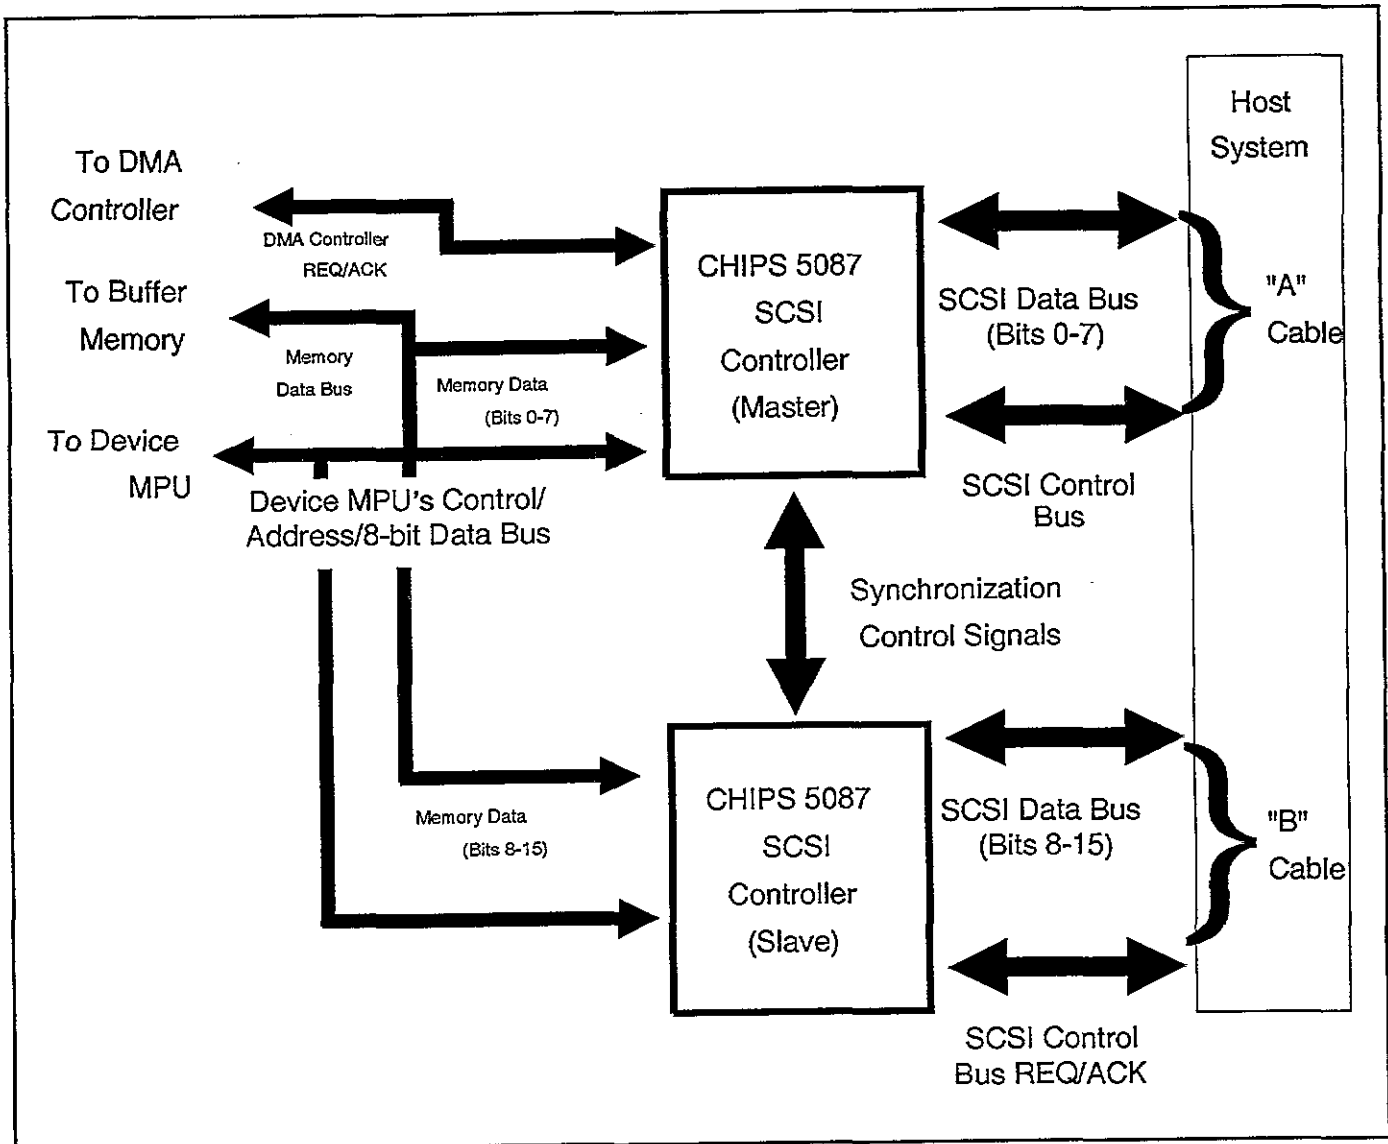 Host
System
To DMA
Controller
DMA Controller
REQ/ACK
To Buffer
Memory
Memory
Data Bus
Memory Data
(Bits 0-7)
To Device
MPU
Device MPU's Control/
Address/8-bit Data Bus
CHIPS 5087
SCSI
Controller
(Master)
SCSI Data Bus
(Bits 0-7)
"A"
Cable
SCSI Control
Bus
Synchronization
Control Signals
Memory Data
(Bits 8-15)
CHIPS 5087
SCSI
Controller
(Slave)
SCSI Data Bus
(Bits 8-15)
"B"
Cable
SCSI Control
Bus REQ/ACK